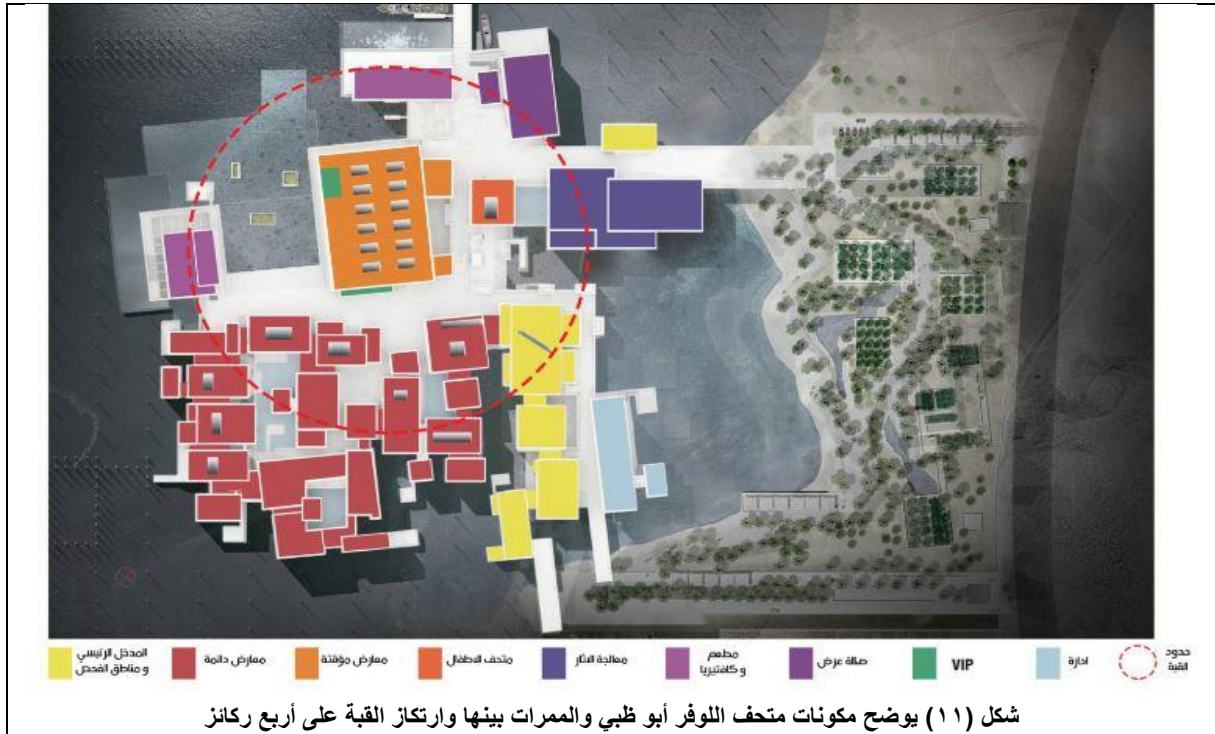 حدود
القبة
ادارة
VIP
صالة عرض
مطعم
و كافتيريا
معالجة الاثار
متحف الاطفال
معارض مؤقتة
معارض دائمة
المدخل الرئيسي
و مناطق الفحص
شكل (١١) يوضح مكونات متحف اللوفر أبو ظبي والممرات بينها وارتكاز القبة على أربع ركائز